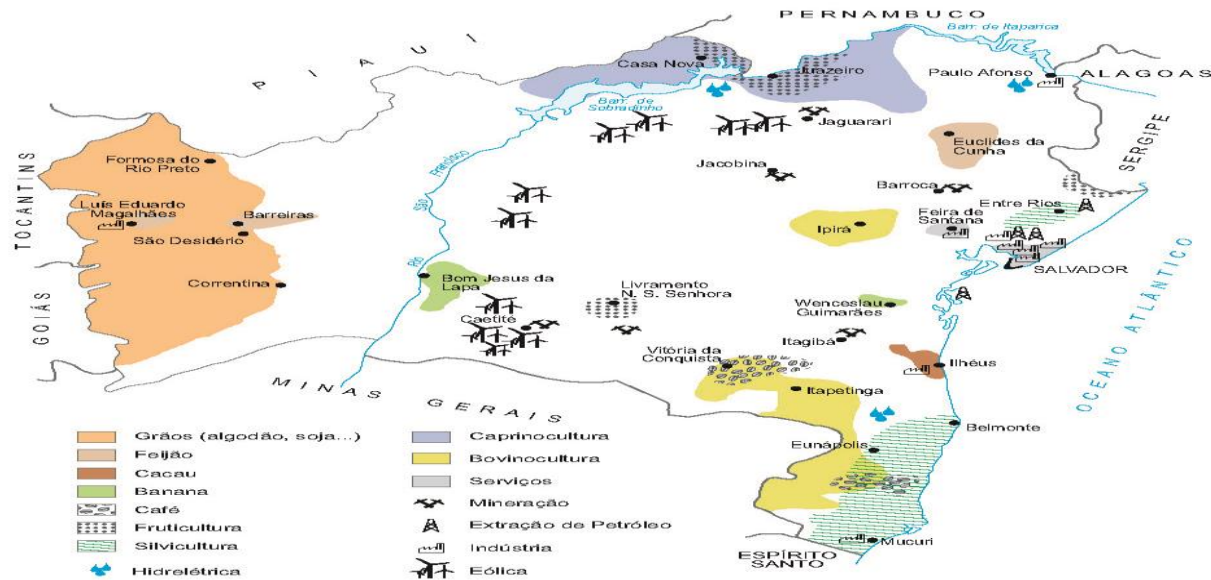 PERNAMBUCO
Barr. de Itaparica
PIAUI
Casa Nova
Juazeiro
Paulo Afonso
ALAGOAS
Barr. de
Sobradinho
Jaguarari
SERGIPE
Euclides da
Cunha
Formosa do
Rio Preto
TOCANTINS
Rio São Francisco
Jacobina
Barroca
Entre Rios
Luís Eduardo
Magalhães
Barreiras
Feira de
Santana
São Desidério
Ipirá
SALVADOR
Correntina
Bom Jesus da
Lapa
Livramento
N. S. Senhora
Wenceslau
Guimarães
GOIÁS
Caetité
Itagibá
OCEANO ATLÂNTICO
Vitória da
Conquista
Ilhéus
MINAS GERAIS
Itapetinga
Belmonte
Eunápolis
Mucuri
ESPÍRITO
SANTO
Grãos (algodão, soja...)
Feijão
Cacau
Banana
Café
Fruticultura
Silvicultura
Hidrelétrica
Caprinocultura
Bovinocultura
Serviços
Mineração
Extração de Petróleo
Indústria
Eólica